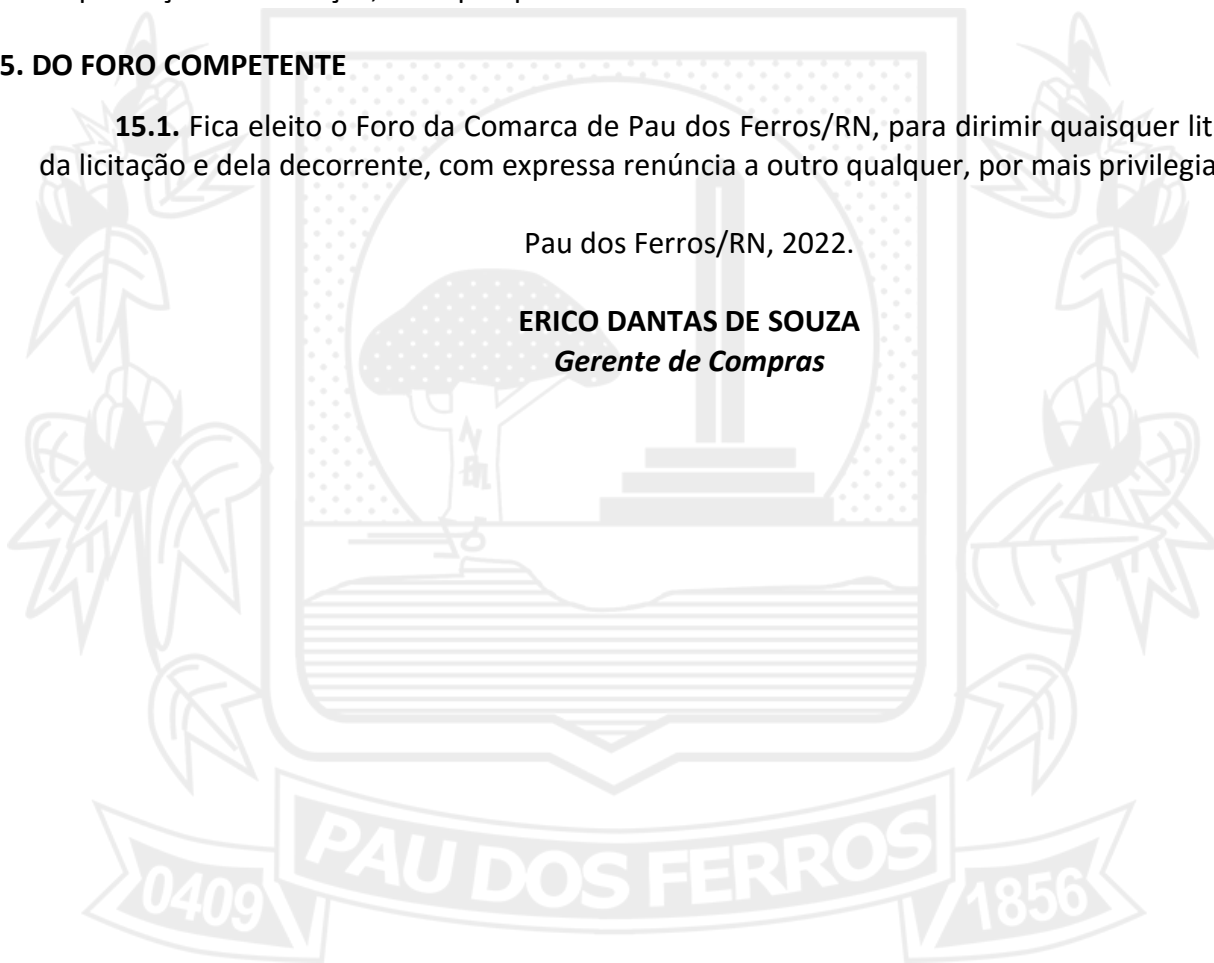 5. DO FORO COMPETENTE
15.1. Fica eleito o Foro da Comarca de Pau dos Ferros/RN, para dirimir quaisquer lit
da licitação e dela decorrente, com expressa renúncia a outro qualquer, por mais privilegia
Pau dos Ferros/RN, 2022.
ERICO DANTAS DE SOUZA
Gerente de Compras
PAU DOS FERROS
0409
1856